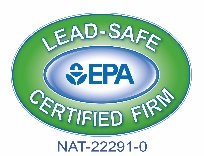 LEAD-SAFE
EPA
CERTIFIED FIRM
NAT-22291-0